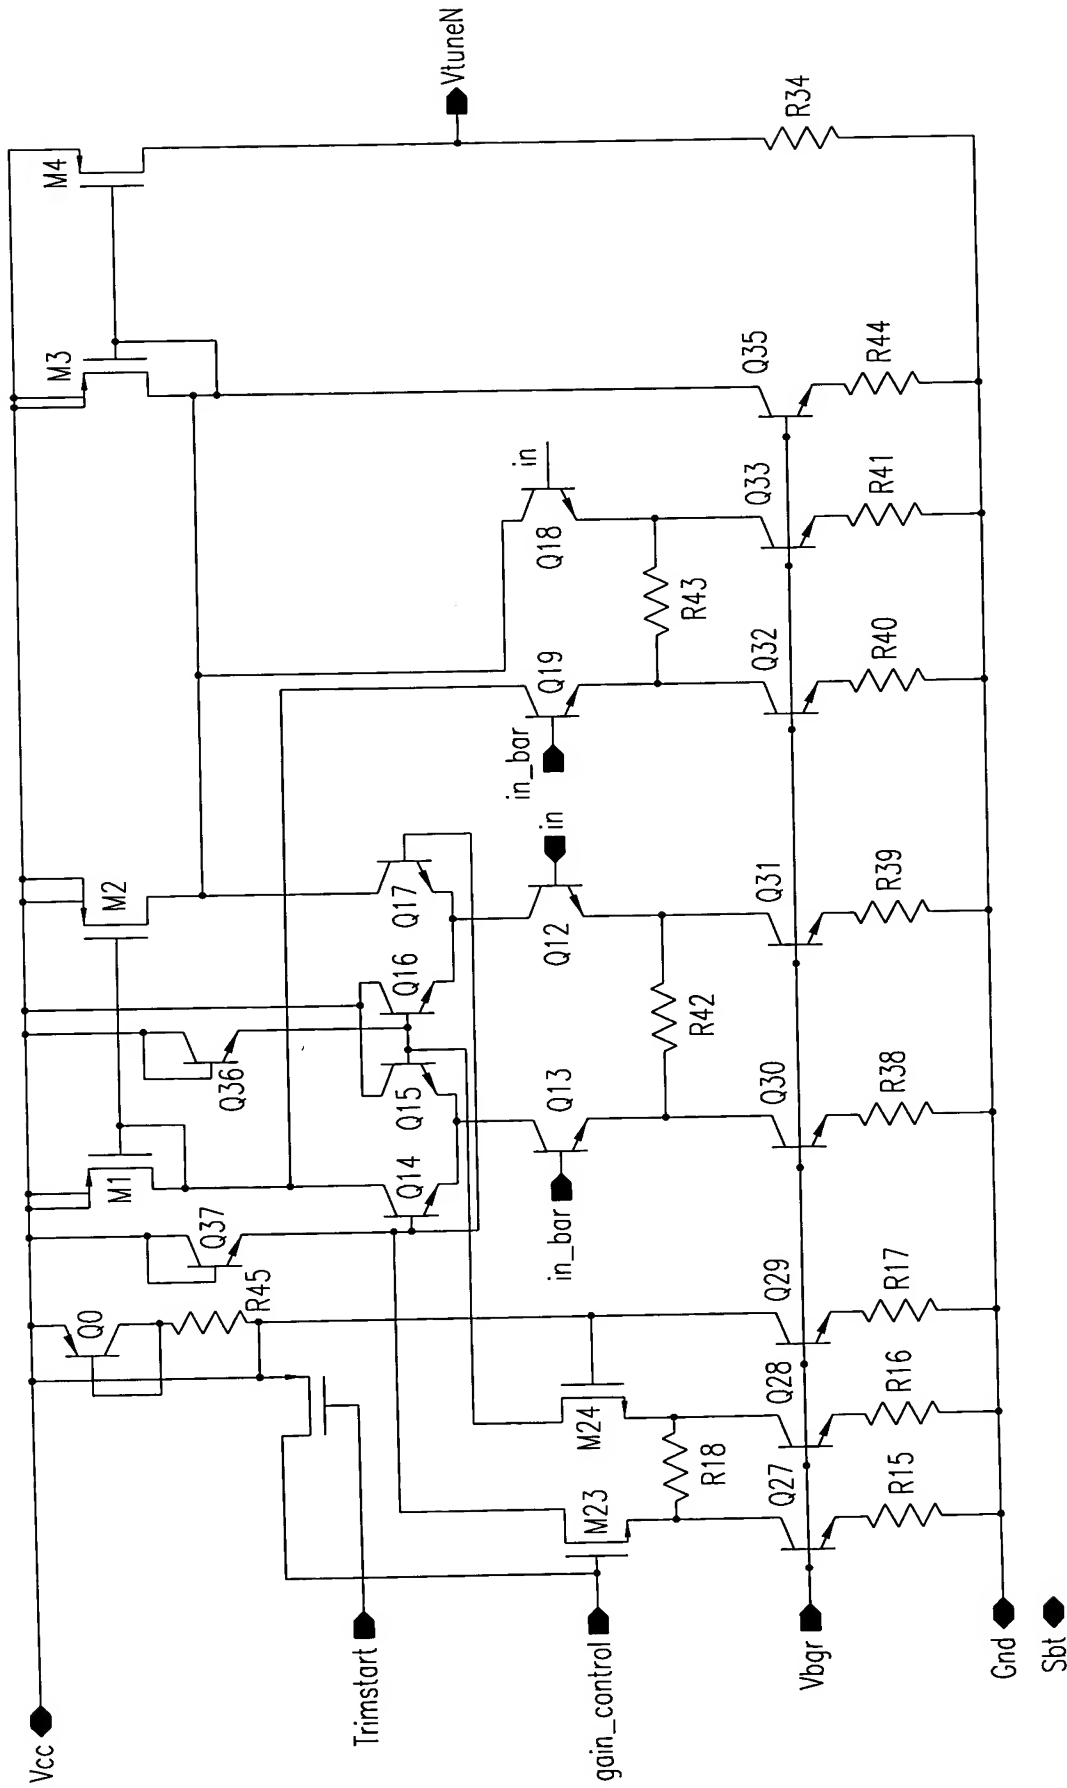 Vcc
Trimstart
gain_control
Vbgr
Gnd
Sbt
Q0
R45
Q37
M1
Q36
M2
M3
M4
VtuneN
R34
Q14
Q15
Q16
Q17
M23
M24
R18
in_bar
Q13
Q12
in
in_bar
Q19
Q18
in
R42
R43
Q27
Q28
Q29
Q30
Q31
Q32
Q33
Q35
R15
R16
R17
R38
R39
R40
R41
R44